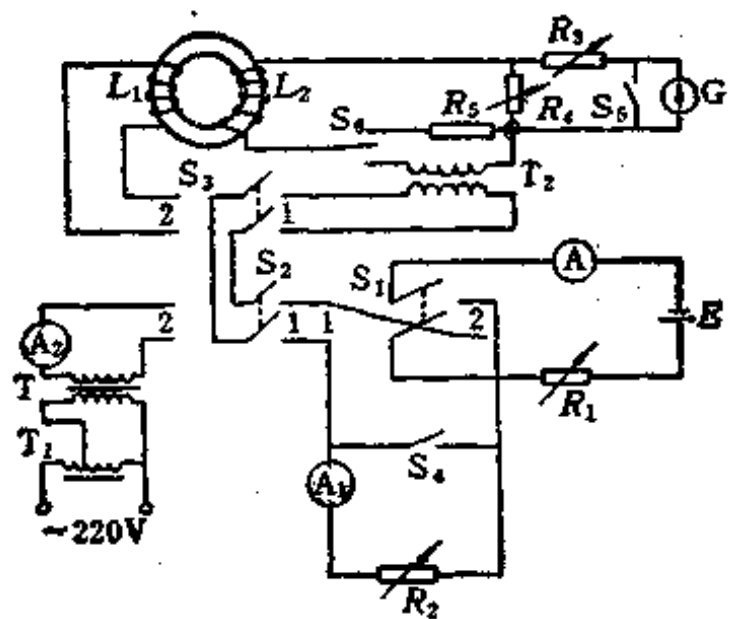 R₃
L₁ L₂ R₅ R₄ S₅ G
S₆
S₃ T₂
2 1
S₂ S₁ A
2 1 1 2 E
A₂
T R₁
T₁ S₄
A₁
~220V
R₂